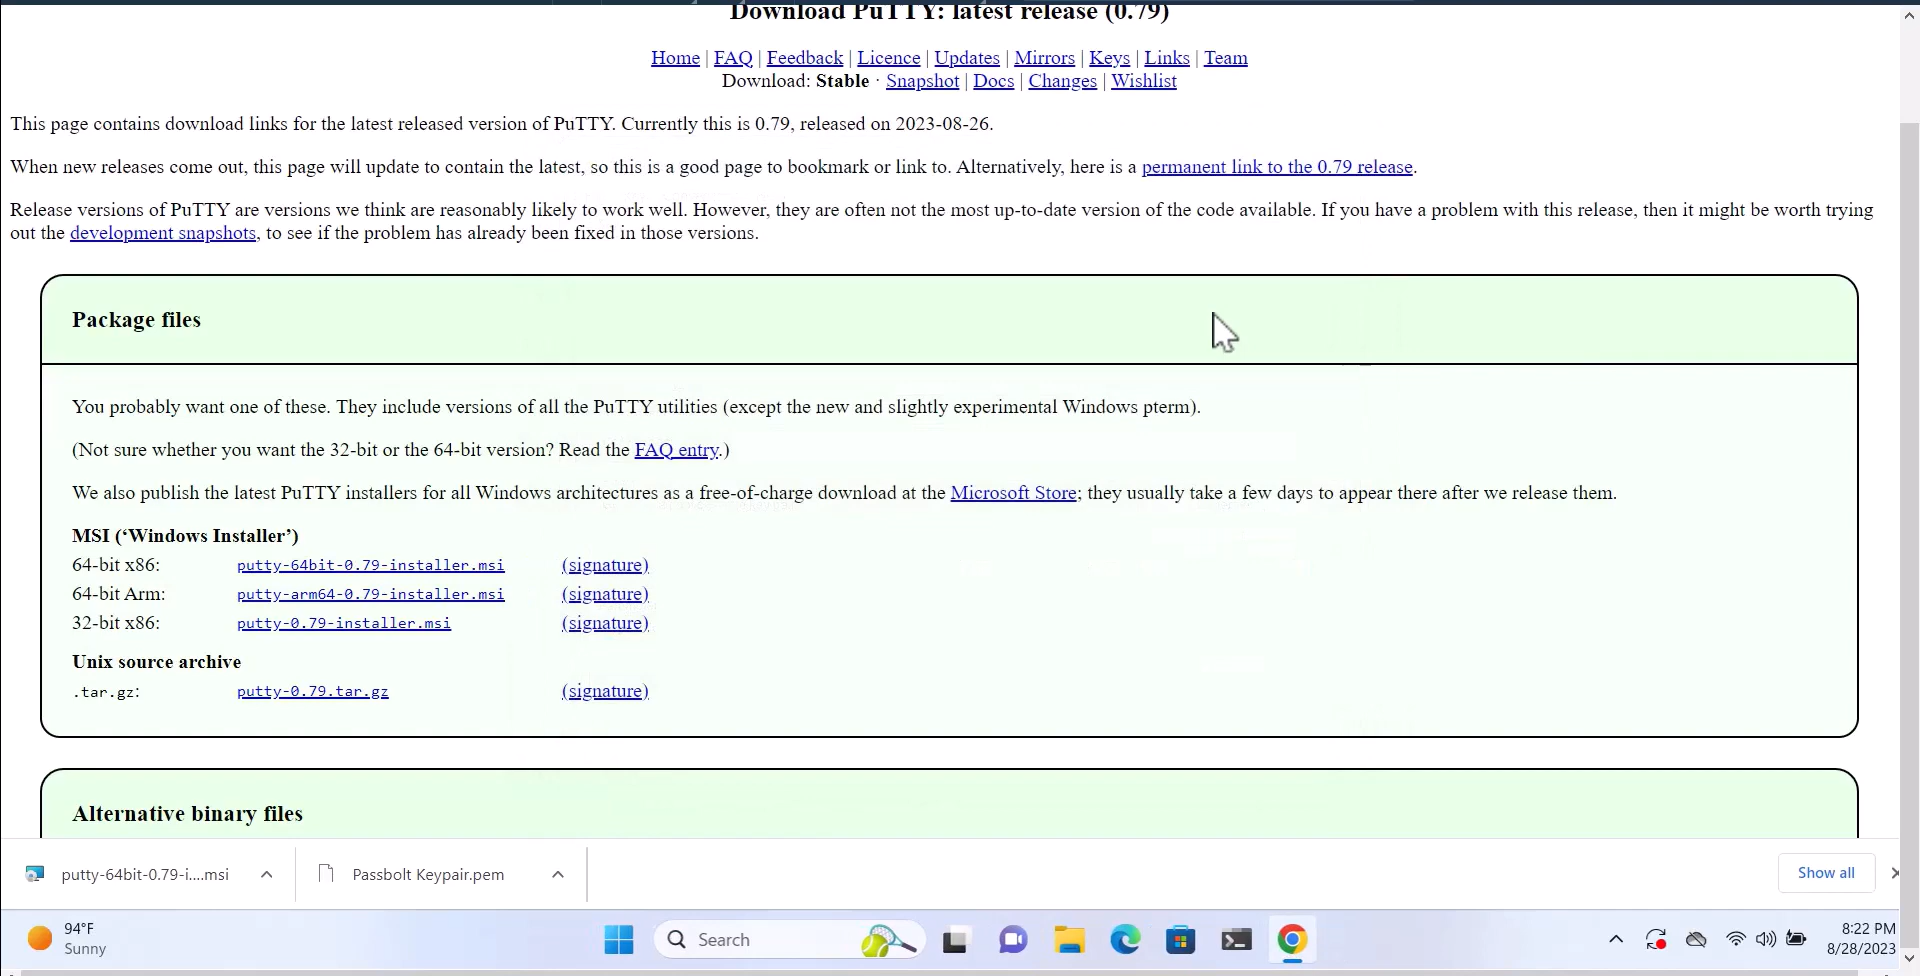 Download PuTTY: latest release (0.79)
Home | FAQ | Feedback | Licence | Updates | Mirrors | Keys | Links | Team
Download: Stable · Snapshot | Docs | Changes | Wishlist
This page contains download links for the latest released version of PuTTY. Currently this is 0.79, released on 2023-08-26.
When new releases come out, this page will update to contain the latest, so this is a good page to bookmark or link to. Alternatively, here is a permanent link to the 0.79 release.
Release versions of PuTTY are versions we think are reasonably likely to work well. However, they are often not the most up-to-date version of the code available. If you have a problem with this release, then it might be worth trying
out the development snapshots, to see if the problem has already been fixed in those versions.
Package files
You probably want one of these. They include versions of all the PuTTY utilities (except the new and slightly experimental Windows pterm).
(Not sure whether you want the 32-bit or the 64-bit version? Read the FAQ entry.)
We also publish the latest PuTTY installers for all Windows architectures as a free-of-charge download at the Microsoft Store; they usually take a few days to appear there after we release them.
MSI (‘Windows Installer’)
64-bit x86: putty-64bit-0.79-installer.msi (signature)
64-bit Arm: putty-arm64-0.79-installer.msi (signature)
32-bit x86: putty-0.79-installer.msi (signature)
Unix source archive
.tar.gz: putty-0.79.tar.gz (signature)
Alternative binary files
putty-64bit-0.79-i....msi Passbolt Keypair.pem Show all
94°F
Sunny
Search
8:22 PM
8/28/2023